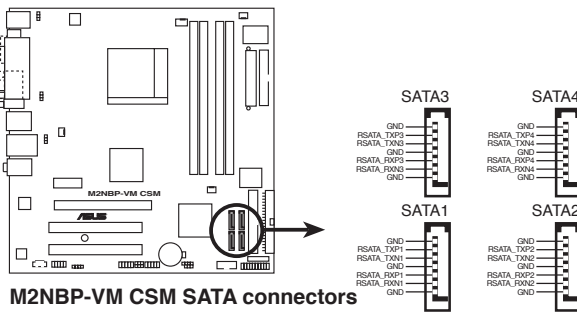 SATA3
GND
RSATA_TXP3
RSATA_TXN3
GND
RSATA_RXP3
RSATA_RXN3
GND
SATA4
GND
RSATA_TXP4
RSATA_TXN4
GND
RSATA_RXP4
RSATA_RXN4
GND
M2NBP-VM CSM
ASUS
SATA1
GND
RSATA_TXP1
RSATA_TXN1
GND
RSATA_RXP1
RSATA_RXN1
GND
SATA2
GND
RSATA_TXP2
RSATA_TXN2
GND
RSATA_RXP2
RSATA_RXN2
GND
M2NBP-VM CSM SATA connectors